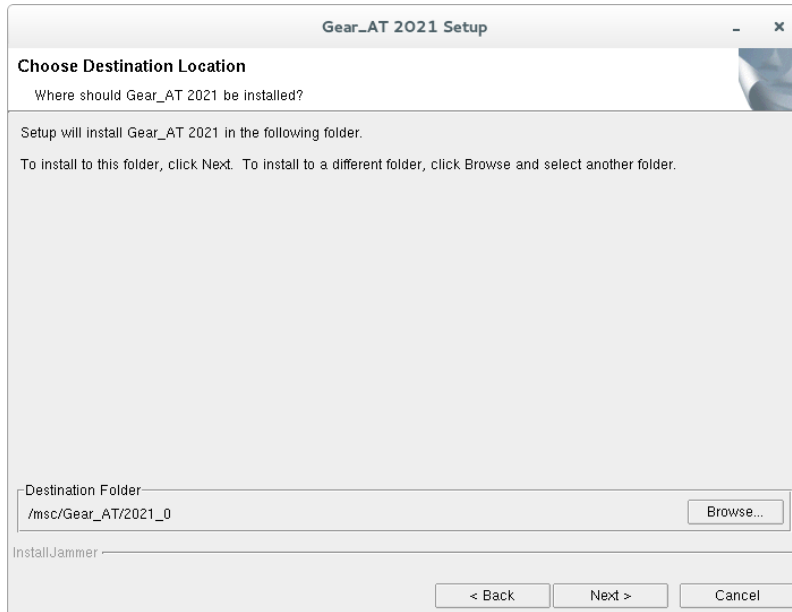 Gear_AT 2021 Setup
Choose Destination Location
Where should Gear_AT 2021 be installed?
Setup will install Gear_AT 2021 in the following folder.
To install to this folder, click Next. To install to a different folder, click Browse and select another folder.
Destination Folder
/msc/Gear_AT/2021_0
Browse...
InstallJammer
< Back
Next >
Cancel